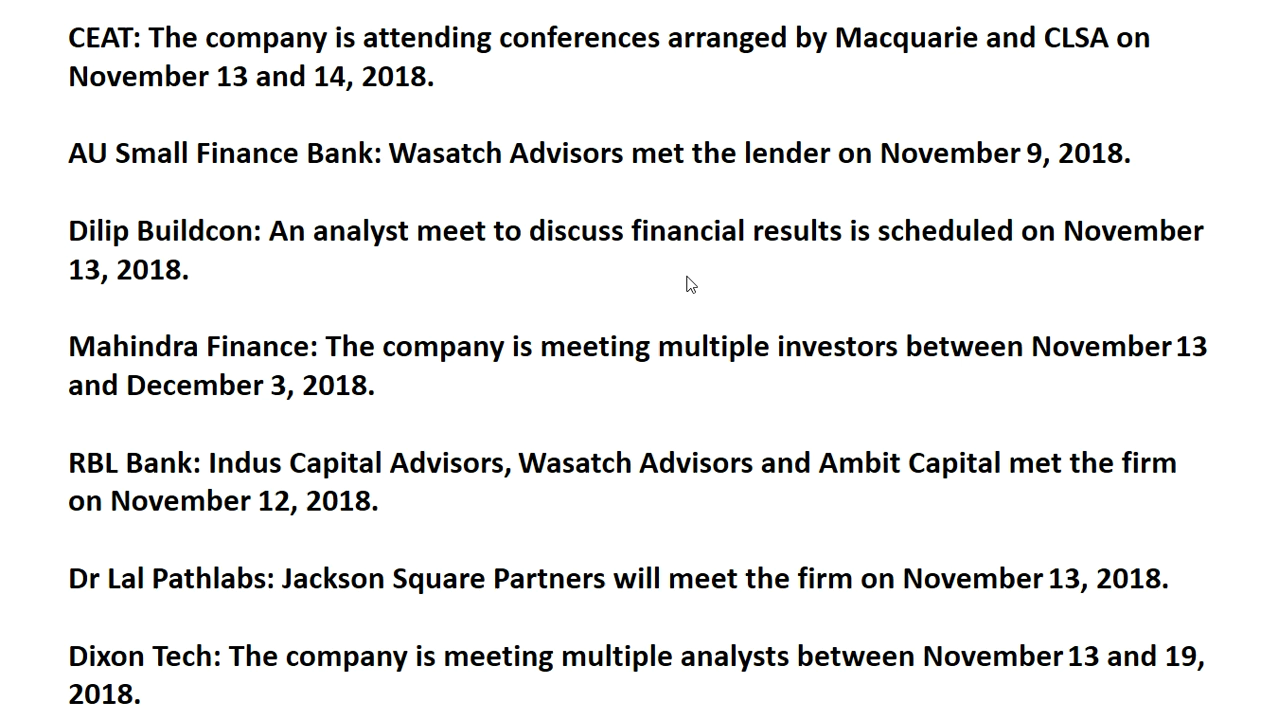 CEAT: The company is attending conferences arranged by Macquarie and CLSA on
November 13 and 14, 2018.
AU Small Finance Bank: Wasatch Advisors met the lender on November 9, 2018.
Dilip Buildcon: An analyst meet to discuss financial results is scheduled on November
13, 2018.
Mahindra Finance: The company is meeting multiple investors between November 13
and December 3, 2018.
RBL Bank: Indus Capital Advisors, Wasatch Advisors and Ambit Capital met the firm
on November 12, 2018.
Dr Lal Pathlabs: Jackson Square Partners will meet the firm on November 13, 2018.
Dixon Tech: The company is meeting multiple analysts between November 13 and 19,
2018.